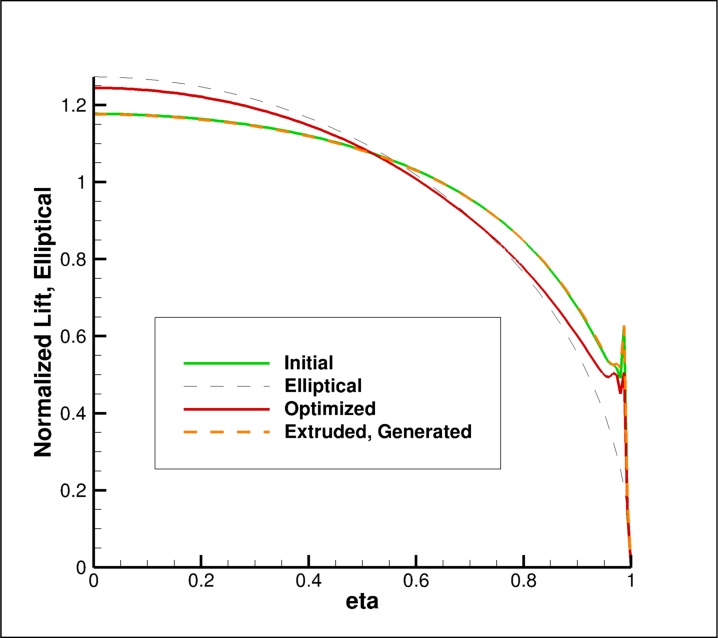 1.2
1
0.8
0.6
0.4
0.2
0
Normalized Lift, Elliptical
Initial
Elliptical
Optimized
Extruded, Generated
0 0.2 0.4 0.6 0.8 1
eta